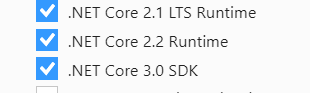 .NET Core 2.1 LTS Runtime
.NET Core 2.2 Runtime
.NET Core 3.0 SDK